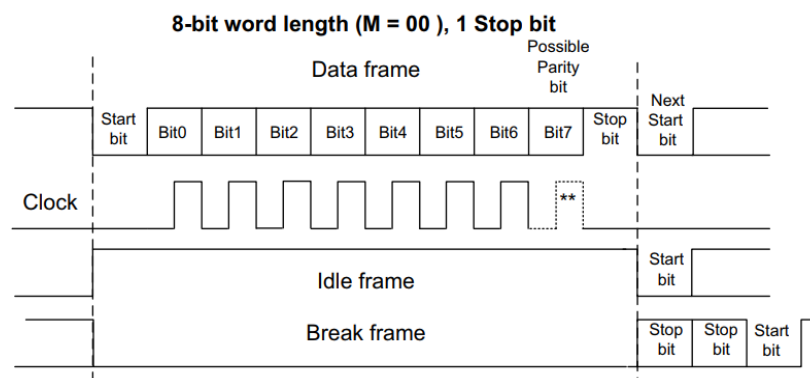 8-bit word length (M = 00 ), 1 Stop bit
Data frame
Possible
Parity
bit
Start
bit
Bit0
Bit1
Bit2
Bit3
Bit4
Bit5
Bit6
Bit7
Stop
bit
Next
Start
bit
Clock
**
Idle frame
Start
bit
Break frame
Stop
bit
Stop
bit
Start
bit